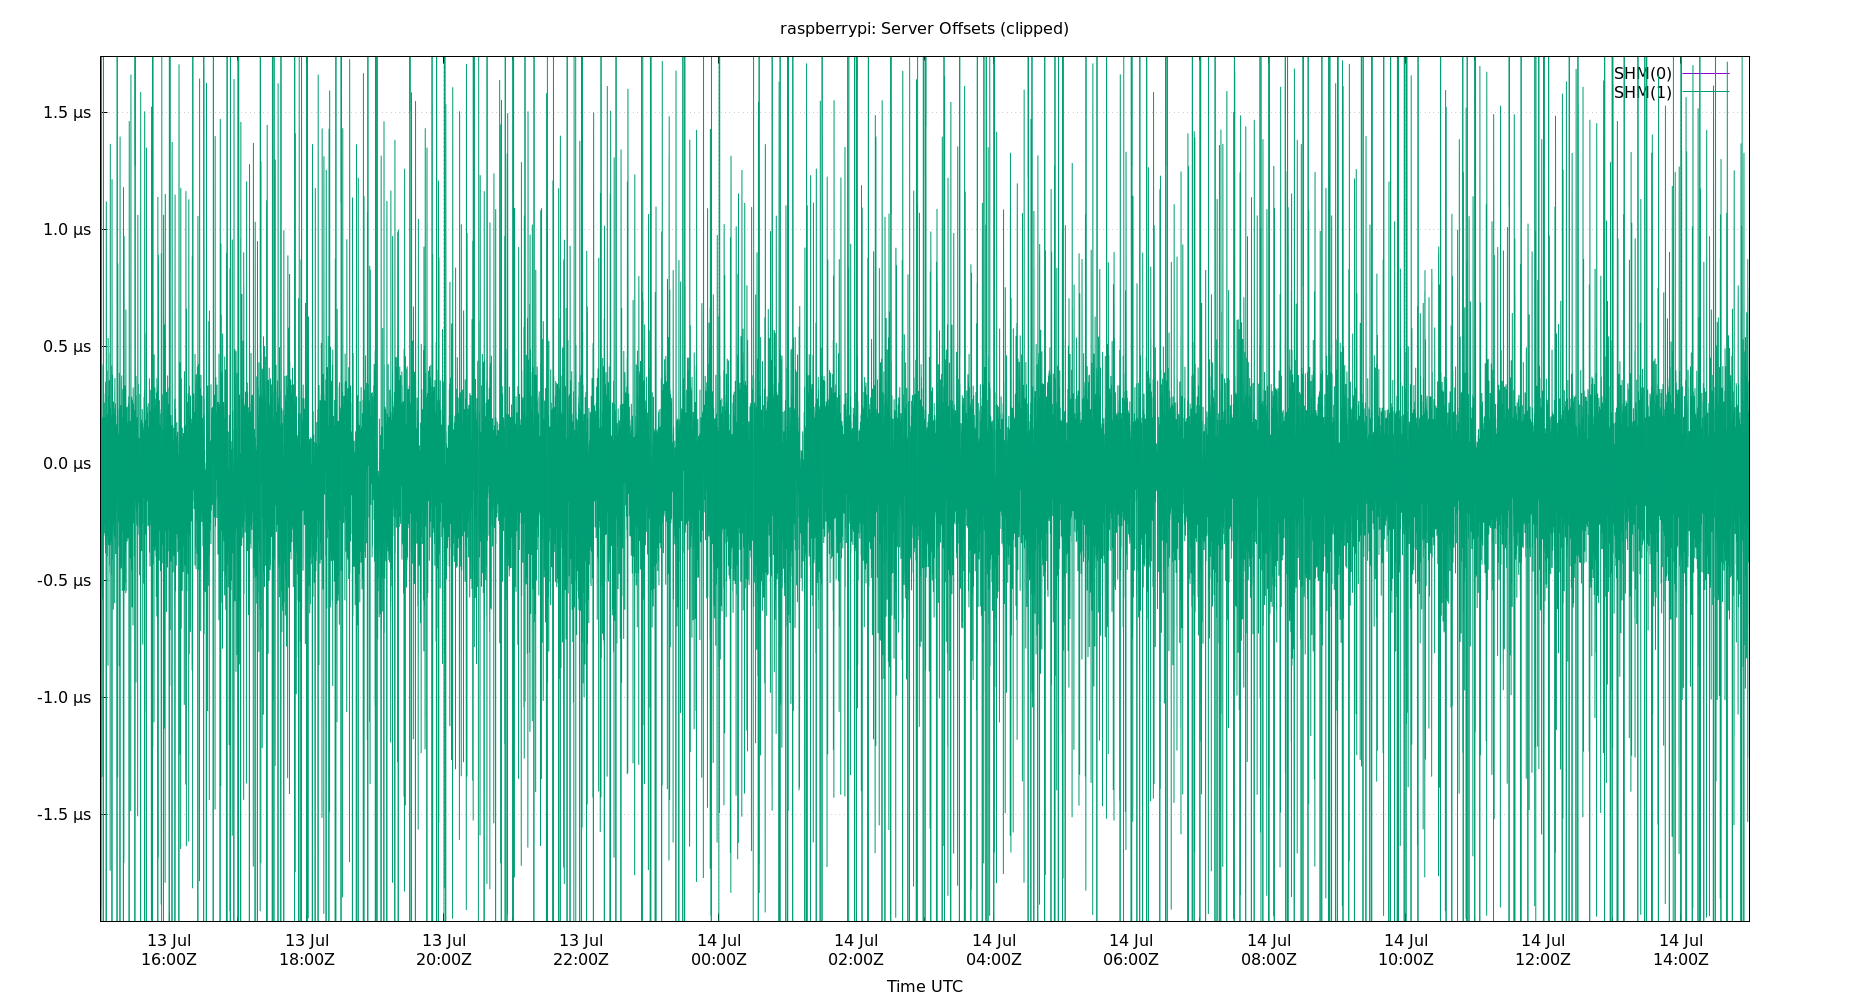 raspberrypi: Server Offsets (clipped)
SHM(0)
SHM(1)
1.5 µs
1.0 µs
0.5 µs
0.0 µs
-0.5 µs
-1.0 µs
-1.5 µs
13 Jul 13 Jul 13 Jul 13 Jul 14 Jul 14 Jul 14 Jul 14 Jul 14 Jul 14 Jul 14 Jul 14 Jul
16:00Z 18:00Z 20:00Z 22:00Z 00:00Z 02:00Z 04:00Z 06:00Z 08:00Z 10:00Z 12:00Z 14:00Z
Time UTC